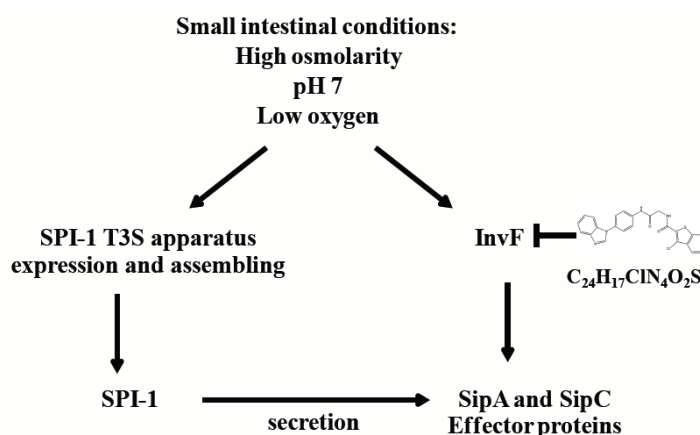 Small intestinal conditions:
High osmolarity
pH 7
Low oxygen
SPI-1 T3S apparatus
expression and assembling
InvF
C₂₄H₁₇ClN₄O₂S
SPI-1
secretion
SipA and SipC
Effector proteins